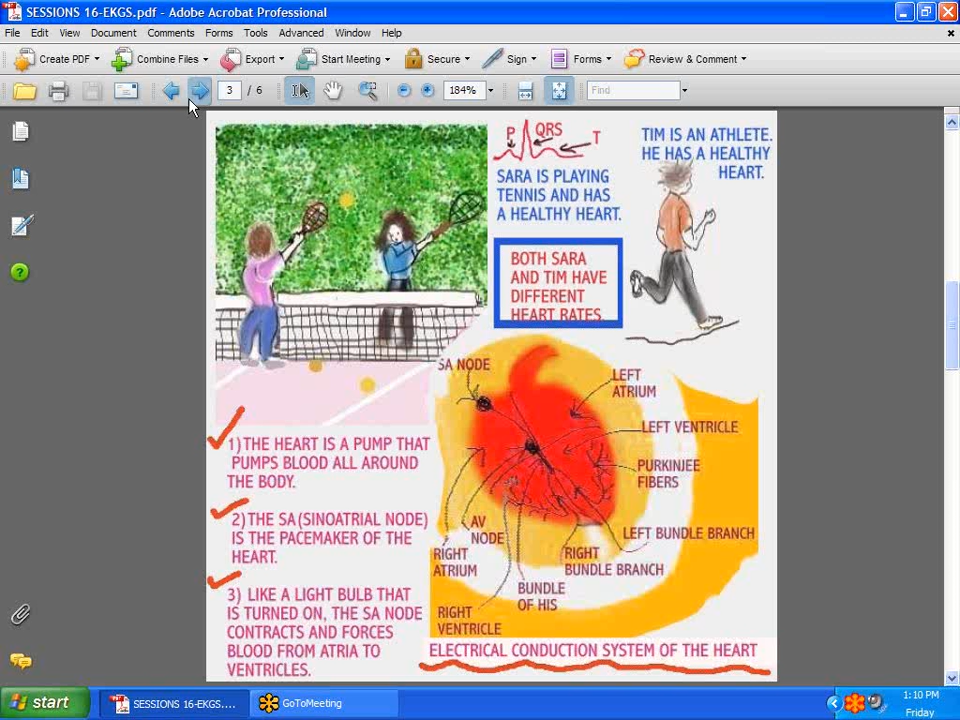 SESSIONS 16-EKGS.pdf - Adobe Acrobat Professional
File Edit View Document Comments Forms Tools Advanced Window Help
Create PDF Combine Files Export Start Meeting Secure Sign Forms Review & Comment
3 / 6 184% Find
P QRS T
SARA IS PLAYING
TENNIS AND HAS
A HEALTHY HEART.
TIM IS AN ATHLETE.
HE HAS A HEALTHY
HEART.
BOTH SARA
AND TIM HAVE
DIFFERENT
HEART RATES.
1) THE HEART IS A PUMP THAT
PUMPS BLOOD ALL AROUND
THE BODY.
2) THE SA (SINOATRIAL NODE)
IS THE PACEMAKER OF THE
HEART.
3) LIKE A LIGHT BULB THAT
IS TURNED ON, THE SA NODE
CONTRACTS AND FORCES
BLOOD FROM ATRIA TO
VENTRICLES.
SA NODE
LEFT
ATRIUM
LEFT VENTRICLE
PURKINJEE
FIBERS
LEFT BUNDLE BRANCH
AV
NODE
RIGHT
ATRIUM
RIGHT
BUNDLE BRANCH
BUNDLE
OF HIS
RIGHT
VENTRICLE
ELECTRICAL CONDUCTION SYSTEM OF THE HEART
start SESSIONS 16-EKGS.... GoToMeeting 1:10 PM
Friday